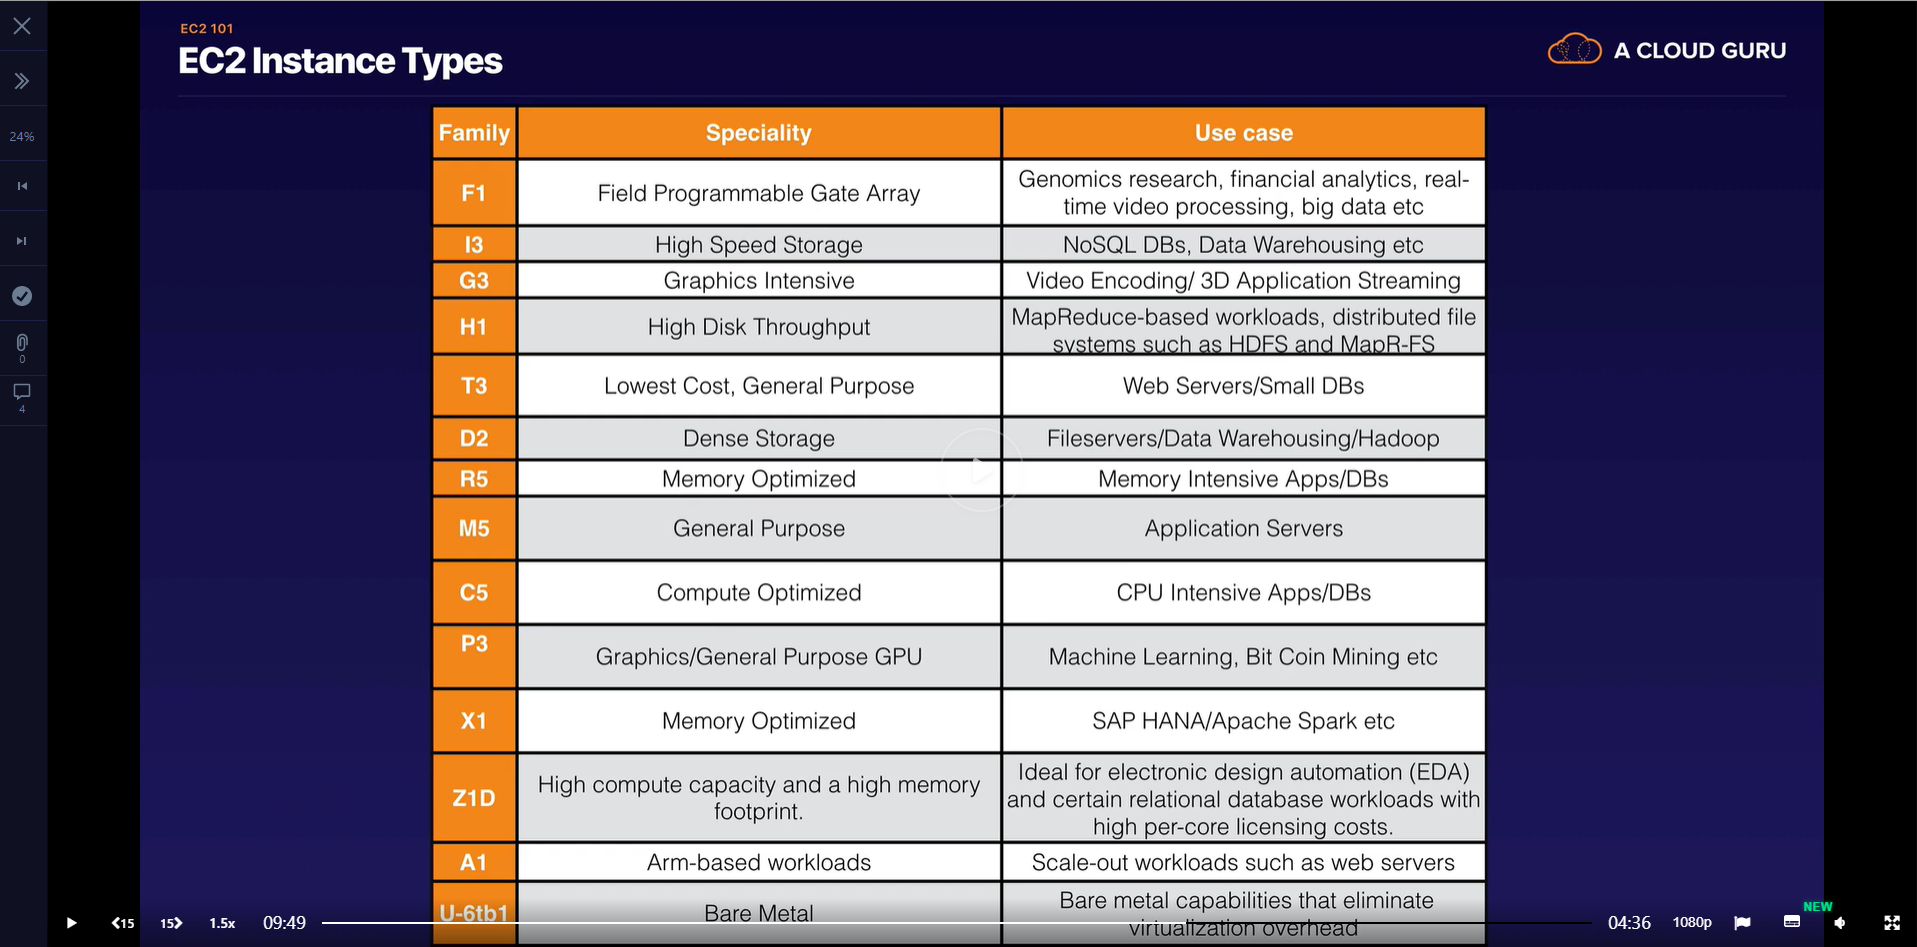 EC2 101
EC2 Instance Types
A CLOUD GURU
24%
0
4
Family Speciality Use case
F1 Field Programmable Gate Array Genomics research, financial analytics, real-
time video processing, big data etc
I3 High Speed Storage NoSQL DBs, Data Warehousing etc
G3 Graphics Intensive Video Encoding/ 3D Application Streaming
H1 High Disk Throughput MapReduce-based workloads, distributed file
systems such as HDFS and MapR-FS
T3 Lowest Cost, General Purpose Web Servers/Small DBs
D2 Dense Storage Fileservers/Data Warehousing/Hadoop
R5 Memory Optimized Memory Intensive Apps/DBs
M5 General Purpose Application Servers
C5 Compute Optimized CPU Intensive Apps/DBs
P3 Graphics/General Purpose GPU Machine Learning, Bit Coin Mining etc
X1 Memory Optimized SAP HANA/Apache Spark etc
Z1D High compute capacity and a high memory
footprint. Ideal for electronic design automation (EDA)
and certain relational database workloads with
high per-core licensing costs.
A1 Arm-based workloads Scale-out workloads such as web servers
U-6tb1 Bare Metal Bare metal capabilities that eliminate
virtualization overhead
15 15 1.5x 09:49 04:36 1080p NEW